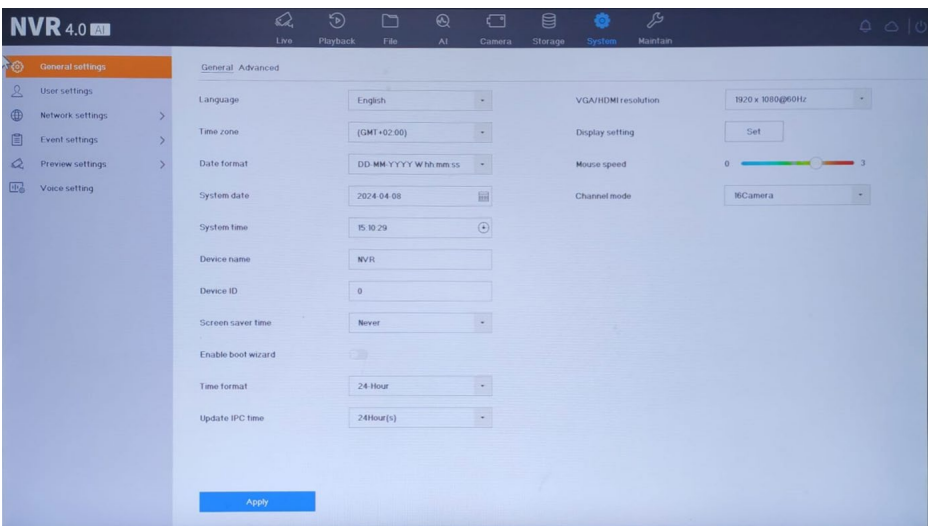 NVR 4.0 AI
Live Playback File AI Camera Storage System Maintain
General settings
User settings
Network settings
Event settings
Preview settings
Voice setting
General Advanced
Language English
Time zone (GMT+02:00)
Date format DD-MM-YYYY W hh:mm:ss
System date 2024-04-08
System time 15:10:29
Device name NVR
Device ID 0
Screen saver time Never
Enable boot wizard
Time format 24-Hour
Update IPC time 24Hour(s)
VGA/HDMI resolution 1920 x 1080@60Hz
Display setting Set
Mouse speed 0 3
Channel mode 16Camera
Apply